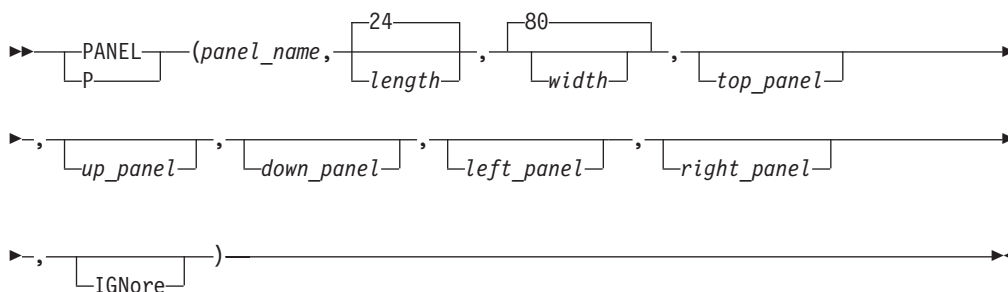 24 80
PANEL (panel_name, length , width , top_panel
P
, up_panel , down_panel , left_panel , right_panel
, IGNore )